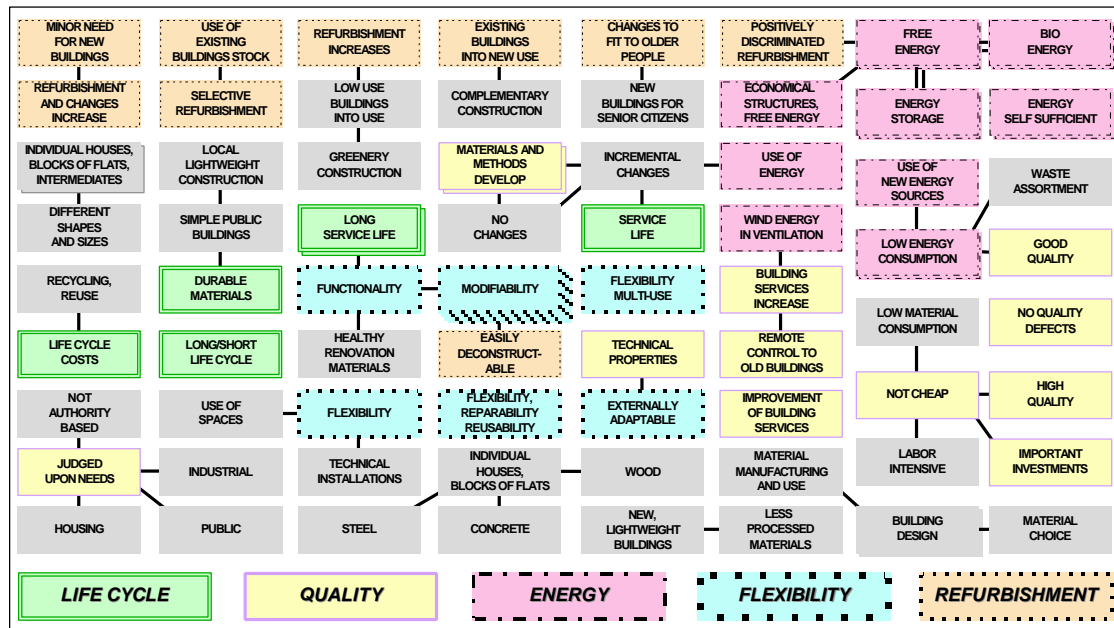 MINOR NEED
FOR NEW
BUILDINGS
USE OF
EXISTING
BUILDINGS STOCK
REFURBISHMENT
INCREASES
EXISTING
BUILDINGS
INTO NEW USE
CHANGES TO
FIT TO OLDER
PEOPLE
POSITIVELY
DISCRIMINATED
REFURBISHMENT
FREE
ENERGY
BIO
ENERGY
REFURBISHMENT
AND CHANGES
INCREASE
SELECTIVE
REFURBISHMENT
LOW USE
BUILDINGS
INTO USE
COMPLEMENTARY
CONSTRUCTION
NEW
BUILDINGS FOR
SENIOR CITIZENS
ECONOMICAL
STRUCTURES,
FREE ENERGY
ENERGY
STORAGE
ENERGY
SELF SUFFICIENT
INDIVIDUAL HOUSES,
BLOCKS OF FLATS,
INTERMEDIATES
LOCAL
LIGHTWEIGHT
CONSTRUCTION
GREENERY
CONSTRUCTION
MATERIALS AND
METHODS
DEVELOP
INCREMENTAL
CHANGES
USE OF
ENERGY
USE OF
NEW ENERGY
SOURCES
WASTE
ASSORTMENT
DIFFERENT
SHAPES
AND SIZES
SIMPLE PUBLIC
BUILDINGS
LONG
SERVICE LIFE
NO
CHANGES
SERVICE
LIFE
WIND ENERGY
IN VENTILATION
LOW ENERGY
CONSUMPTION
GOOD
QUALITY
RECYCLING,
REUSE
DURABLE
MATERIALS
FUNCTIONALITY
MODIFIABILITY
FLEXIBILITY
MULTI-USE
BUILDING
SERVICES
INCREASE
LOW MATERIAL
CONSUMPTION
NO QUALITY
DEFECTS
LIFE CYCLE
COSTS
LONG/SHORT
LIFE CYCLE
HEALTHY
RENOVATION
MATERIALS
EASILY
DECONSTRUCT-
ABLE
TECHNICAL
PROPERTIES
REMOTE
CONTROL TO
OLD BUILDINGS
NOT CHEAP
HIGH
QUALITY
NOT
AUTHORITY
BASED
USE OF
SPACES
FLEXIBILITY
FLEXIBILITY,
REPARABILITY
REUSABILITY
EXTERNALLY
ADAPTABLE
IMPROVEMENT
OF BUILDING
SERVICES
LABOR
INTENSIVE
IMPORTANT
INVESTMENTS
JUDGED
UPON NEEDS
INDUSTRIAL
TECHNICAL
INSTALLATIONS
INDIVIDUAL
HOUSES,
BLOCKS OF FLATS
WOOD
MATERIAL
MANUFACTURING
AND USE
HOUSING
PUBLIC
STEEL
CONCRETE
NEW,
LIGHTWEIGHT
BUILDINGS
LESS
PROCESSED
MATERIALS
BUILDING
DESIGN
MATERIAL
CHOICE
LIFE CYCLE
QUALITY
ENERGY
FLEXIBILITY
REFURBISHMENT